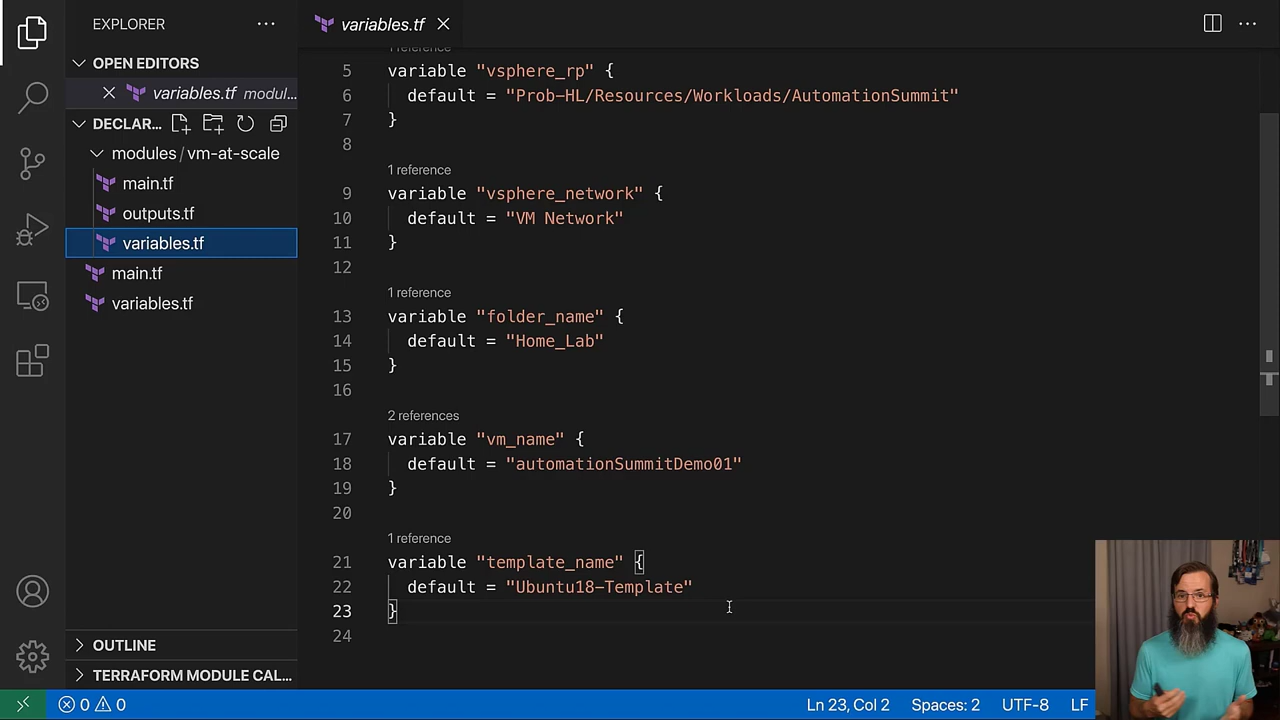 EXPLORER
variables.tf
OPEN EDITORS
variables.tf modul...
DECLAR...
modules / vm-at-scale
main.tf
outputs.tf
variables.tf
main.tf
variables.tf
OUTLINE
TERRAFORM MODULE CAL...
1 reference
5 variable "vsphere_rp" {
6 default = "Prob-HL/Resources/Workloads/AutomationSummit"
7 }
8
1 reference
9 variable "vsphere_network" {
10 default = "VM Network"
11 }
12
1 reference
13 variable "folder_name" {
14 default = "Home_Lab"
15 }
16
2 references
17 variable "vm_name" {
18 default = "automationSummitDemo01"
19 }
20
1 reference
21 variable "template_name" {
22 default = "Ubuntu18-Template"
23 }
24
0 0
Ln 23, Col 2 Spaces: 2 UTF-8 LF